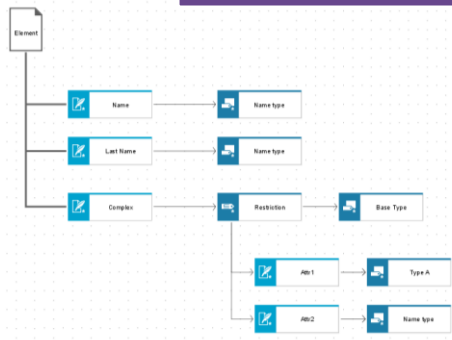 Element
Name
Name type
Last Name
Name type
Complex
Restriction
Base Type
Attr1
Type A
Attr2
Name type